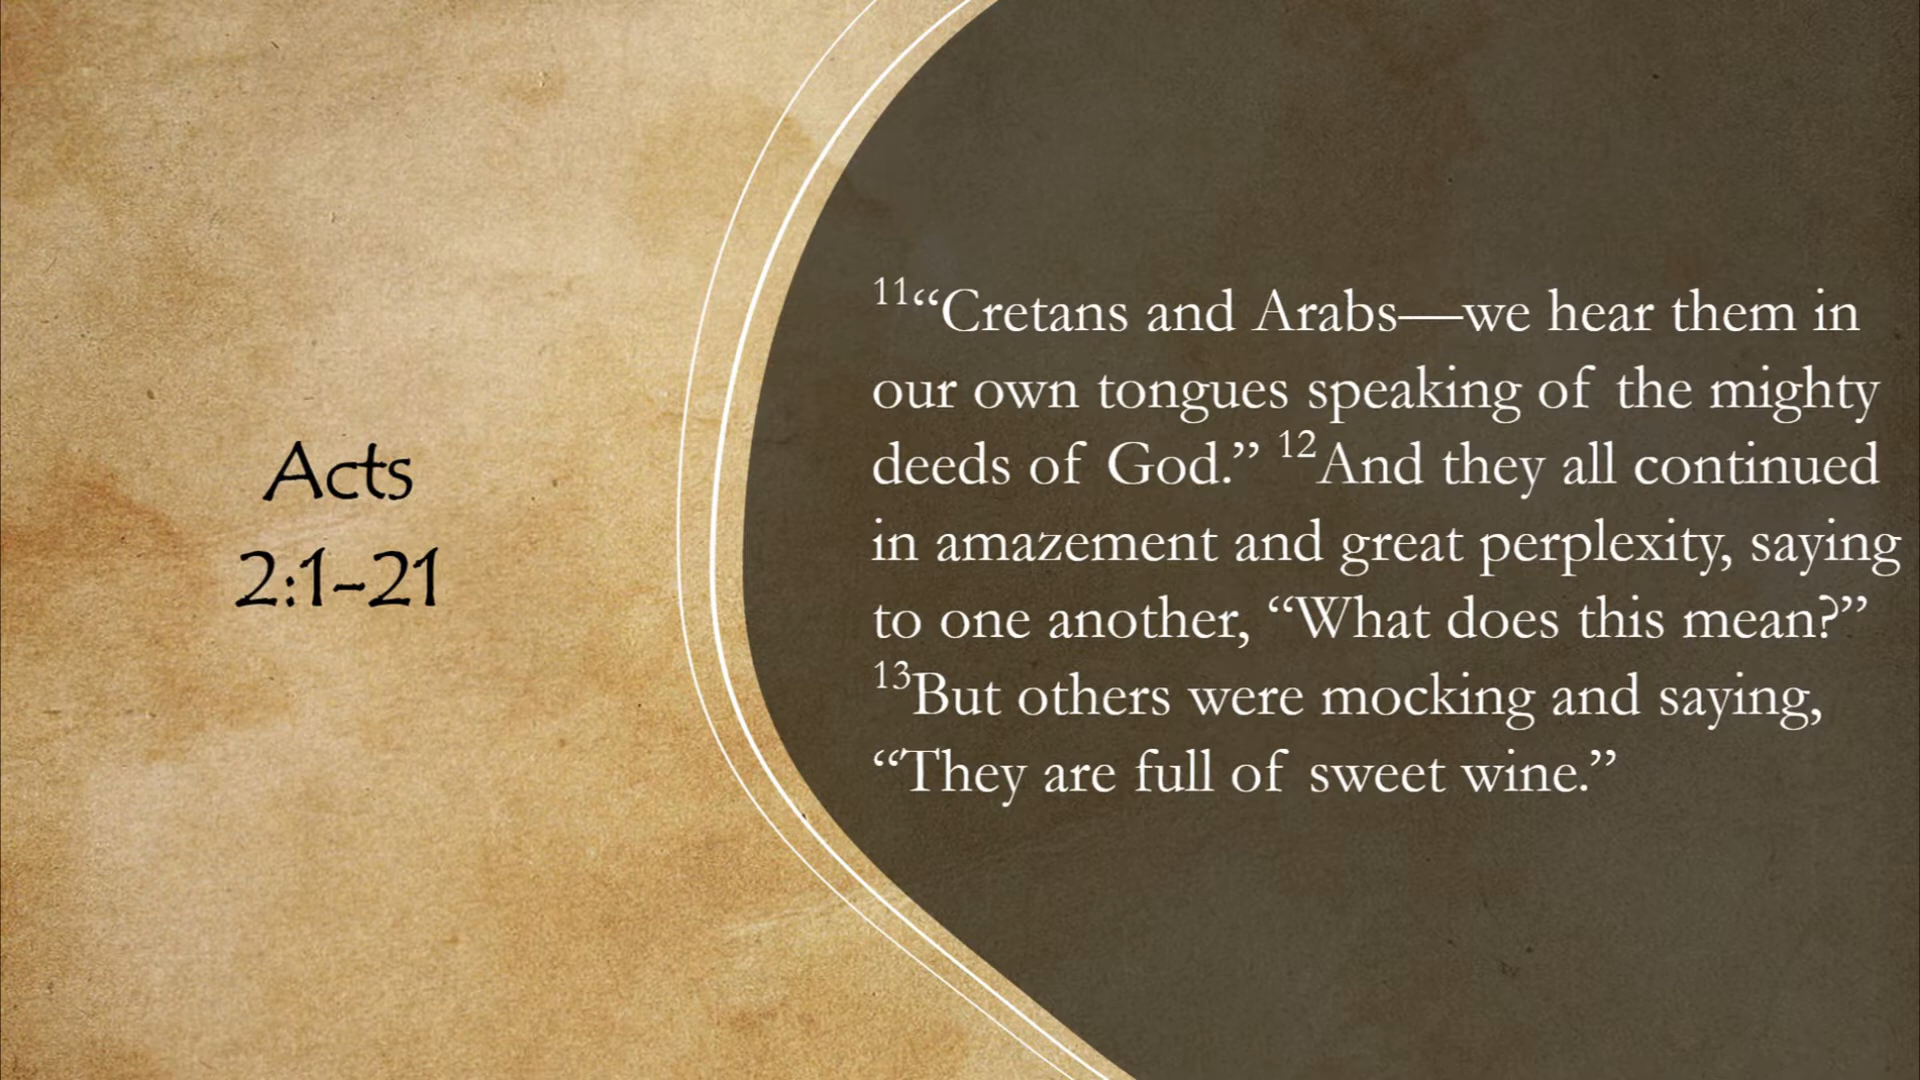 Acts
2:1–21
11“Cretans and Arabs—we hear them in
our own tongues speaking of the mighty
deeds of God.” 12And they all continued
in amazement and great perplexity, saying
to one another, “What does this mean?”
13But others were mocking and saying,
“They are full of sweet wine.”